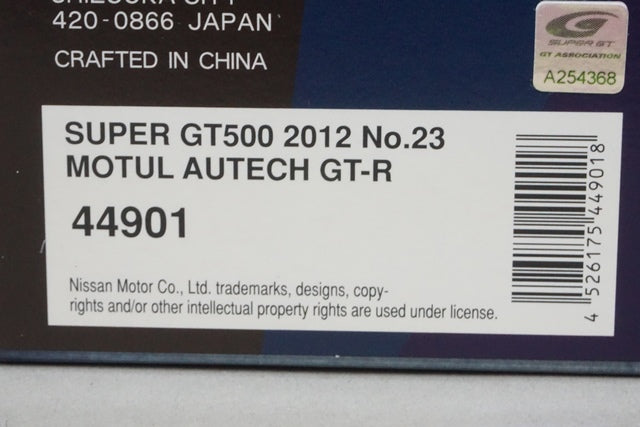 SHIZUOKA CITY
420-0866 JAPAN
CRAFTED IN CHINA
SUPER GT
GT ASSOCIATION
A254368
SUPER GT500 2012 No.23
MOTUL AUTECH GT-R
44901
Nissan Motor Co., Ltd. trademarks, designs, copy-
rights and/or other intellectual property rights are used under license.
4 526175 449018